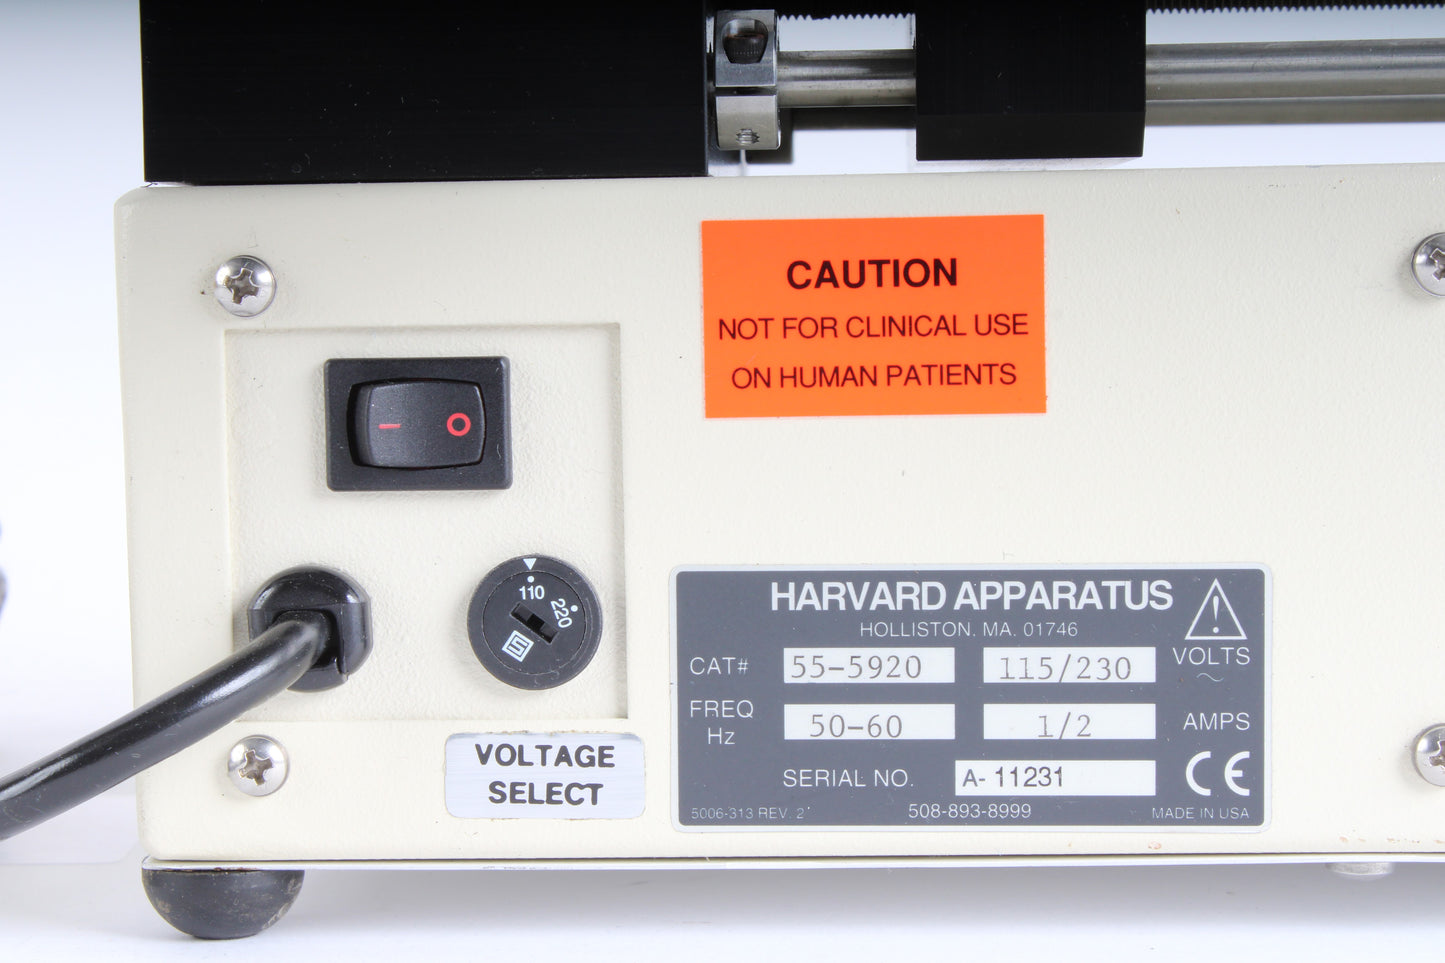 CAUTION
NOT FOR CLINICAL USE
ON HUMAN PATIENTS
— O
110
220
VOLTAGE
SELECT
HARVARD APPARATUS
HOLLISTON, MA. 01746
CAT# 55-5920 115/230 VOLTS ~
FREQ Hz 50-60 1/2 AMPS
SERIAL NO. A- 11231 CE
5006-313 REV. 2 508-893-8999 MADE IN USA